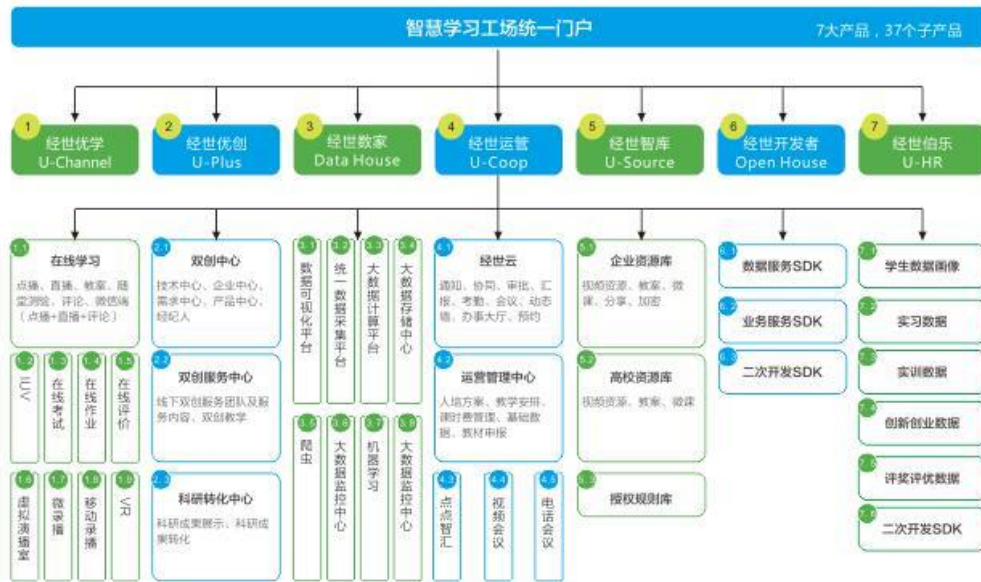 智慧学习工场统一门户
7大产品，37个子产品
1
经世优学
U-Channel
2
经世优创
U-Plus
3
经世数家
Data House
4
经世运管
U-Coop
5
经世智库
U-Source
6
经世开发者
Open House
7
经世伯乐
U-HR
1.1
在线学习
点播、直播、教室、随
堂测验、评论、微信端
（点播+直播+评论）
1.2
IUV
1.3
在线考试
1.4
在线作业
1.5
在线评价
1.6
虚拟演播室
1.7
微录播
1.8
移动录播
1.9
VR
2.1
双创中心
技术中心、企业中心、
需求中心、产品中心、
经纪人
2.2
双创服务中心
线下双创服务团队及服
务内容、双创教学
2.3
科研转化中心
科研成果展示、科研成
果转化
3.1
数据可视化平台
3.2
统一数据采集平台
3.3
大数据计算平台
3.4
大数据存储中心
3.5
爬虫
3.6
大数据监控中心
3.7
机器学习
3.8
大数据监控中心
4.1
经世云
通知、协同、审批、汇
报、考勤、会议、动态
墙、办事大厅、预约
4.2
运营管理中心
人培方案、教学安排、
课时费管理、基础数
据、教材申报
4.3
点点智汇
4.4
视频会议
4.5
电话会议
5.1
企业资源库
视频资源、教案、微
课、分享、加密
5.2
高校资源库
视频资源、教案、微课
5.3
授权规则库
6.1
数据服务SDK
6.2
业务服务SDK
6.3
二次开发SDK
7.1
学生数据画像
7.2
实习数据
7.3
实训数据
7.4
创新创业数据
7.5
评奖评优数据
7.6
二次开发SDK